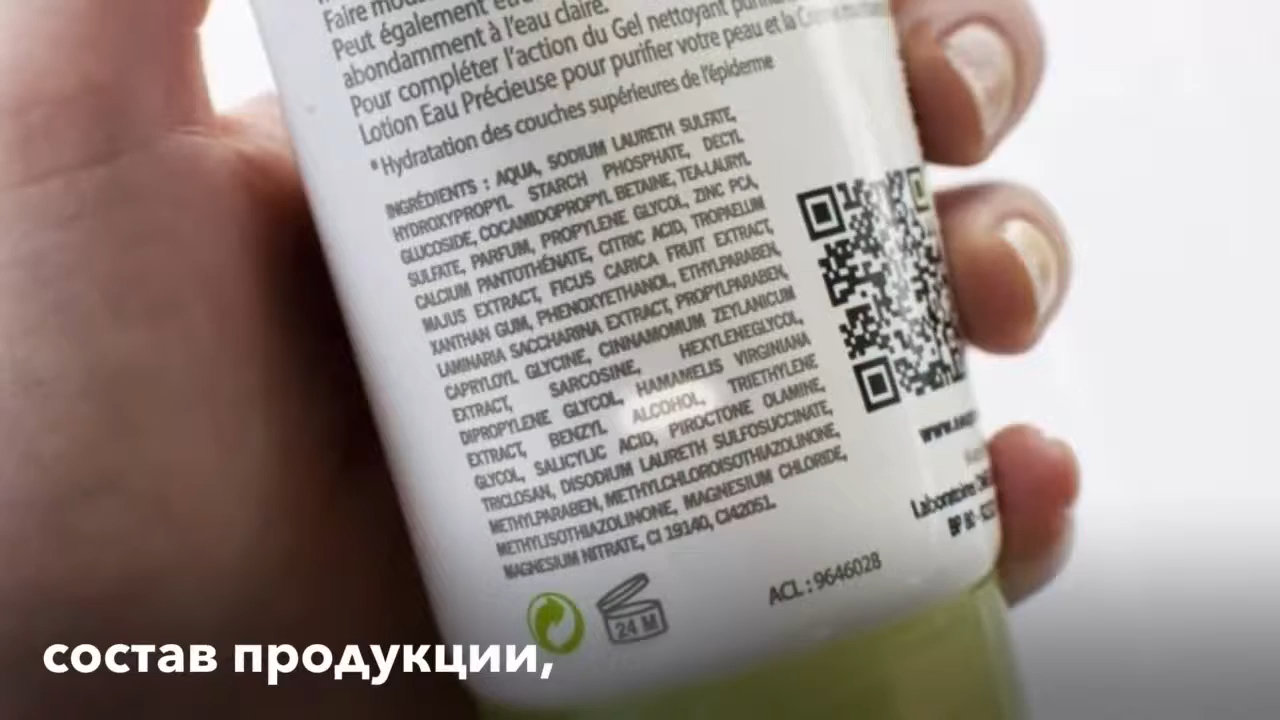 Faire
Peut également
abondamment à l'eau claire.
Pour compléter l'action du Gel nettoyant
Lotion Eau Précieuse pour purifier votre peau et la
*Hydratation des couches supérieures de l'épiderme
INGRÉDIENTS : AQUA, SODIUM LAURETH SULFATE,
HYDROXYPROPYL STARCH PHOSPHATE, DECYL
GLUCOSIDE, COCAMIDOPROPYL BETAINE, TEA-LAURYL
SULFATE, PARFUM, PROPYLENE GLYCOL, ZINC PCA,
CALCIUM PANTOTHÉNATE, CITRIC ACID, TROPAELUM
MAJUS EXTRACT, FICUS CARICA FRUIT EXTRACT,
XANTHAN GUM, PHENOXYETHANOL, ETHYLPARABEN,
LAMINARIA SACCHARINA EXTRACT, PROPYLPARABEN,
CAPRYLOYL GLYCINE, CINNAMOMUM ZEYLANICUM
EXTRACT, SARCOSINE, HEXYLENEGLYCOL,
DIPROPYLENE GLYCOL, HAMAMELIS VIRGINIANA
EXTRACT, BENZYL ALCOHOL, TRIETHYLENE
GLYCOL, SALICYLIC ACID, PIROCTONE OLAMINE,
TRICLOSAN, DISODIUM LAURETH SULFOSUCCINATE,
METHYLPARABEN, METHYLCHLOROISOTHIAZOLINONE,
METHYLISOTHIAZOLINONE, MAGNESIUM CHLORIDE,
MAGNESIUM NITRATE, CI 19140, CI42051.
Laboratoire
ACL : 9646028
24 M
состав продукции,